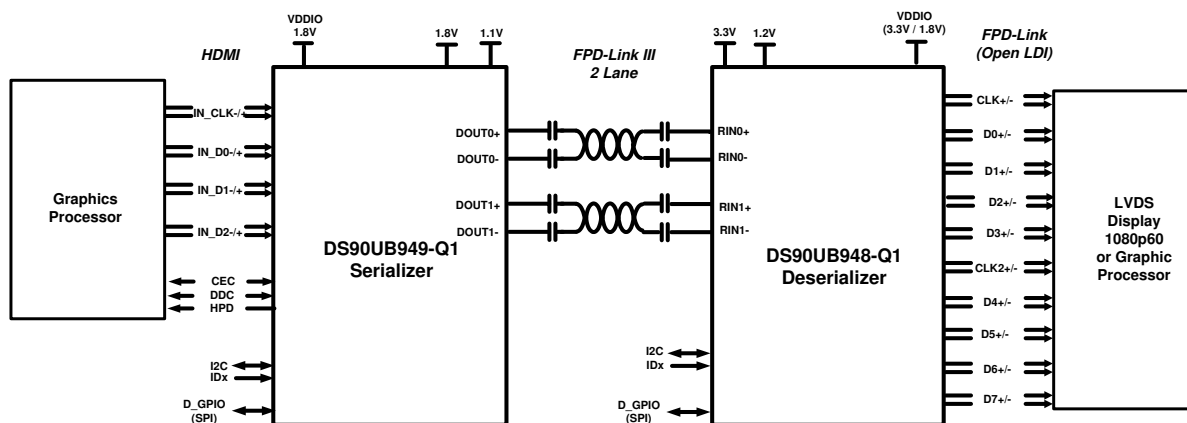 HDMI
VDDIO
1.8V
1.8V
1.1V
FPD-Link III
2 Lane
3.3V
1.2V
VDDIO
(3.3V / 1.8V)
FPD-Link
(Open LDI)
Graphics
Processor
IN_CLK-/+
IN_D0-/+
IN_D1-/+
IN_D2-/+
CEC
DDC
HPD
I2C
IDx
D_GPIO
(SPI)
DS90UB949-Q1
Serializer
DOUT0+
DOUT0-
DOUT1+
DOUT1-
RIN0+
RIN0-
RIN1+
RIN1-
DS90UB948-Q1
Deserializer
I2C
IDx
D_GPIO
(SPI)
CLK+/-
D0+/-
D1+/-
D2+/-
D3+/-
CLK2+/-
D4+/-
D5+/-
D6+/-
D7+/-
LVDS
Display
1080p60
or Graphic
Processor